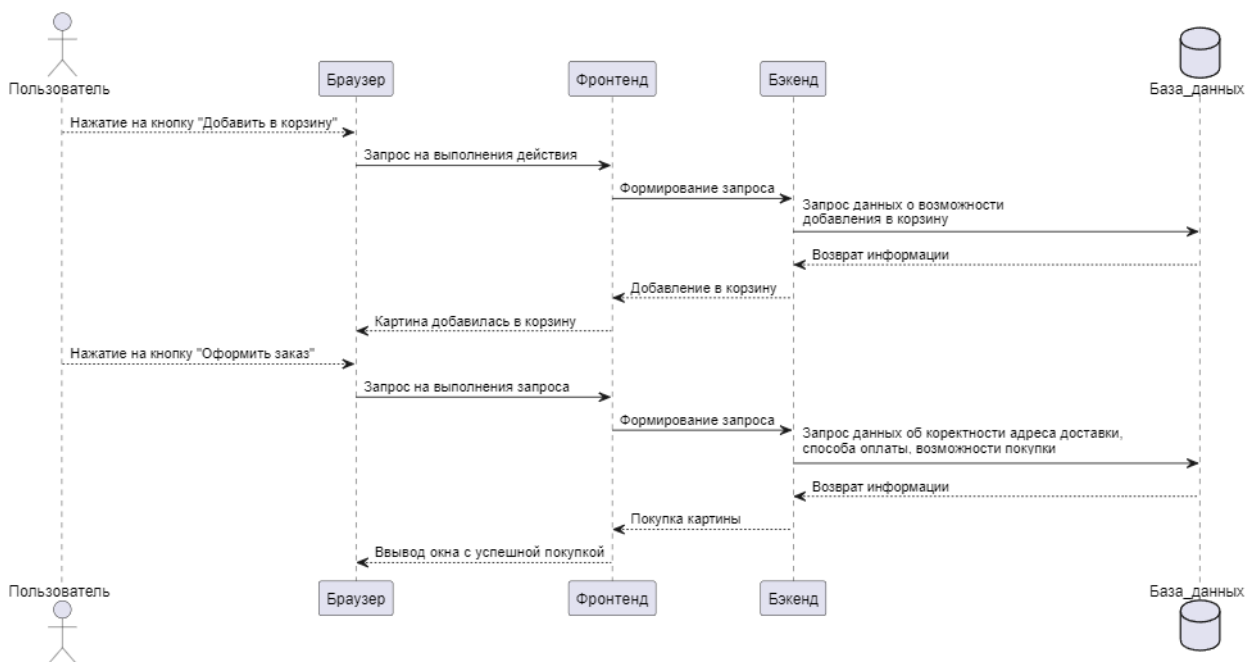 Пользователь
Браузер
Фронтенд
Бэкенд
База_данных
Нажатие на кнопку "Добавить в корзину"
Запрос на выполнения действия
Формирование запроса
Запрос данных о возможности
добавления в корзину
Возврат информации
Добавление в корзину
Картина добавилась в корзину
Нажатие на кнопку "Оформить заказ"
Запрос на выполнения запроса
Формирование запроса
Запрос данных об коректности адреса доставки,
способа оплаты, возможности покупки
Возврат информации
Покупка картины
Ввывод окна с успешной покупкой
Пользователь
Браузер
Фронтенд
Бэкенд
База_данных